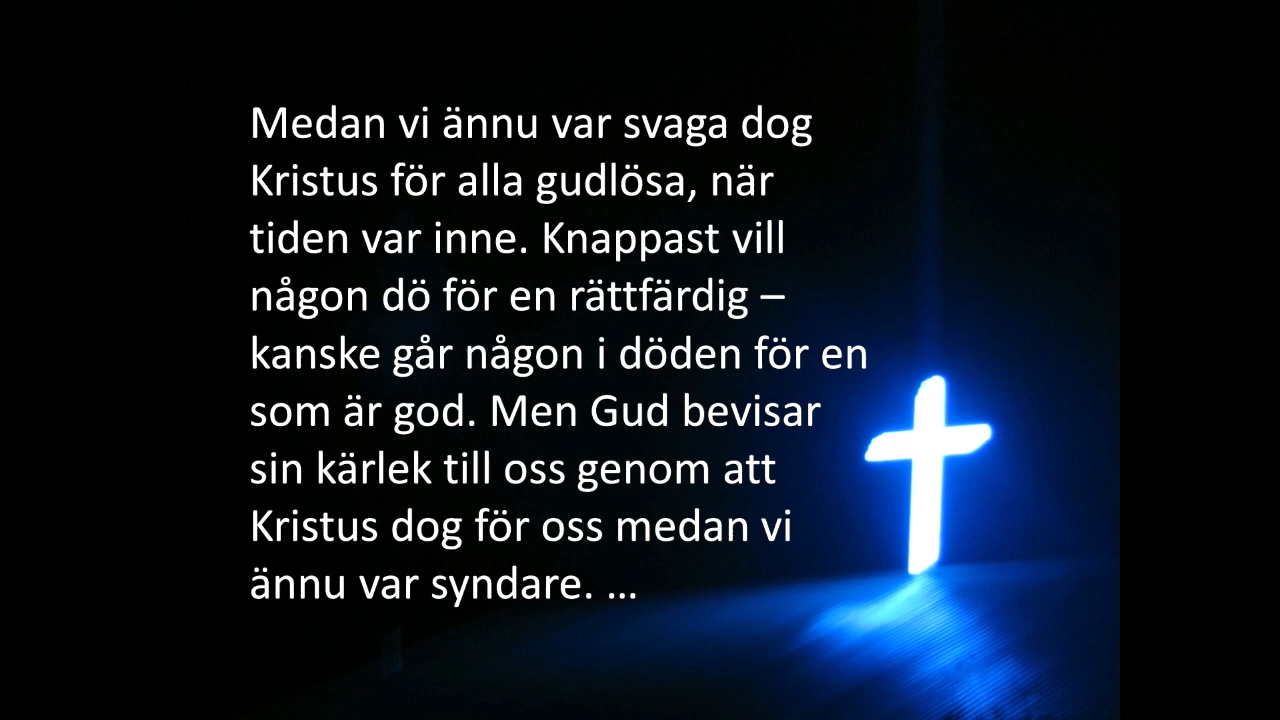 Medan vi ännu var svaga dog
Kristus för alla gudlösa, när
tiden var inne. Knappast vill
någon dö för en rättfärdig –
kanske går någon i döden för en
som är god. Men Gud bevisar
sin kärlek till oss genom att
Kristus dog för oss medan vi
ännu var syndare. …